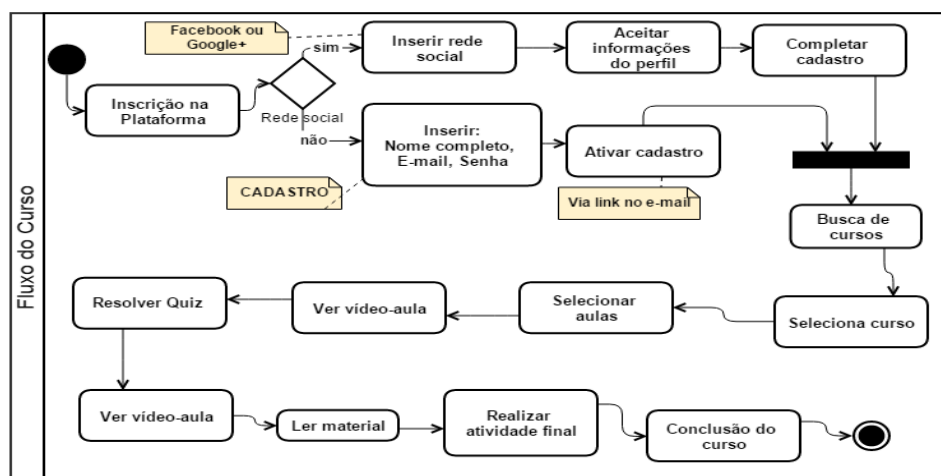 Fluxo do Curso
Facebook ou
Google+
sim
Inserir rede
social
Aceitar
informações
do perfil
Completar
cadastro
Inscrição na
Plataforma
Rede social
não
Inserir:
Nome completo,
E-mail, Senha
Ativar cadastro
CADASTRO
Via link no e-mail
Busca de
cursos
Resolver Quiz
Ver vídeo-aula
Selecionar
aulas
Seleciona curso
Ver vídeo-aula
Ler material
Realizar
atividade final
Conclusão do
curso